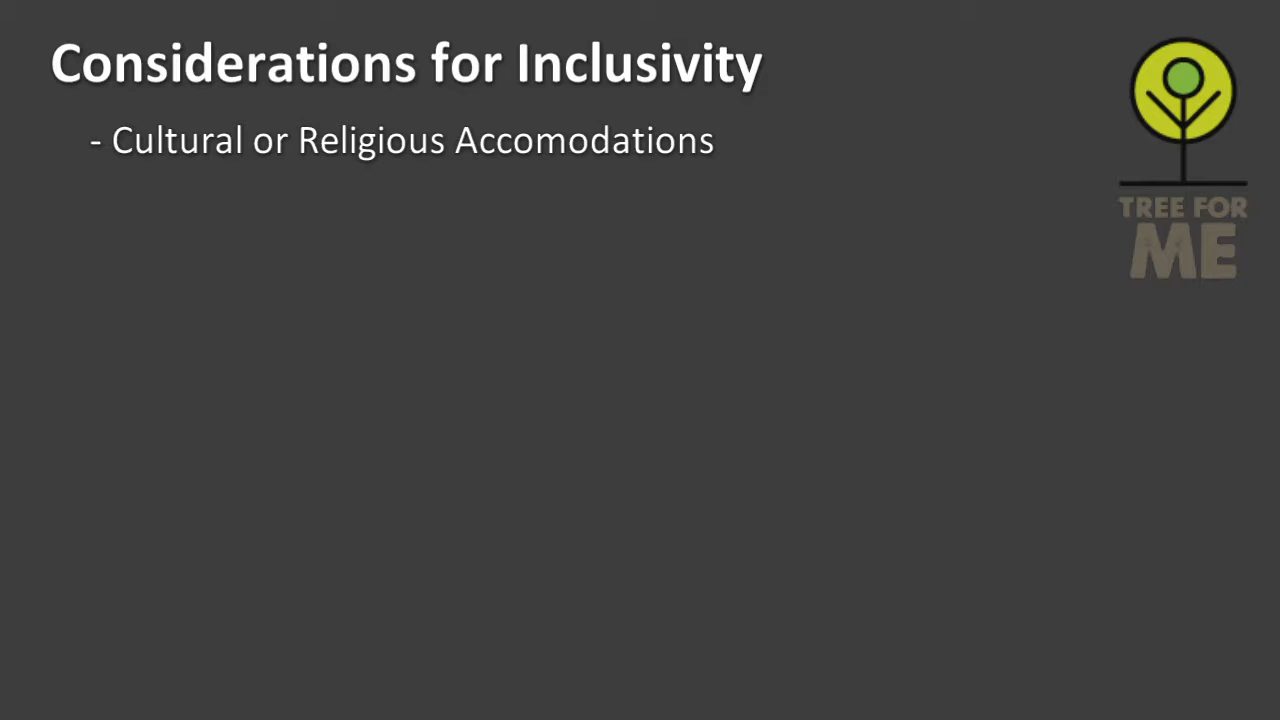 Considerations for Inclusivity
- Cultural or Religious Accomodations
TREE FOR
ME